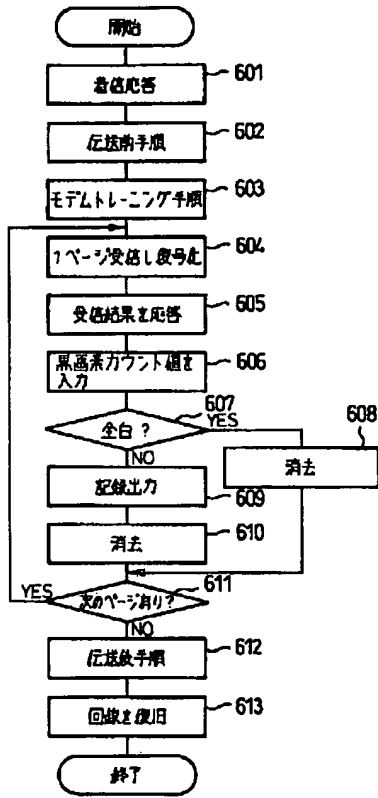 開始
着信応答
601
伝送前手順
602
モデムトレーニング手順
603
1ページ受信し復号化
604
受信結果を応答
605
黒画素カウント値を
入力
606
全白?
607
YES
608
消去
NO
記録出力
609
消去
610
次のページあり?
611
YES
NO
伝送後手順
612
回線を復旧
613
終了